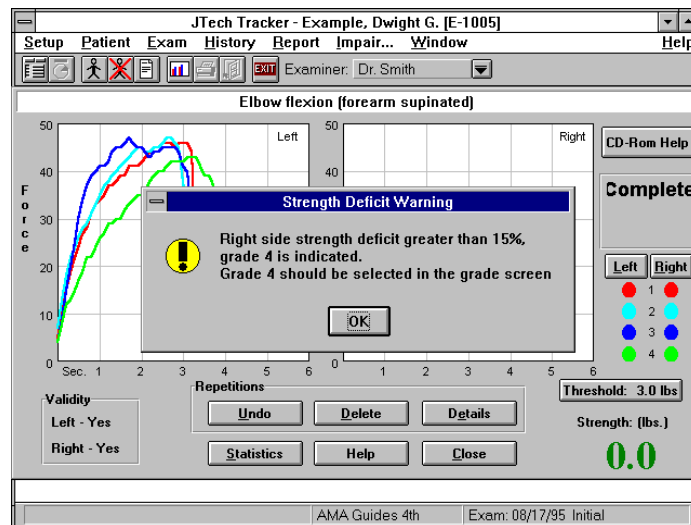 JTech Tracker - Example, Dwight G. [E-1005]
Setup Patient Exam History Report Impair... Window Help
EXIT Examiner: Dr. Smith
Elbow flexion (forearm supinated)
50 Left 50 Right
CD-Rom Help
40 40
Complete
Force
Strength Deficit Warning
Right side strength deficit greater than 15%,
grade 4 is indicated.
Grade 4 should be selected in the grade screen
OK
30
20
10
0 Sec. 1 2 3 4 5 6
0 1 2 3 4 5 6
Left Right
1
2
3
4
Threshold: 3.0 lbs
Validity
Left - Yes
Right - Yes
Repetitions
Undo Delete Details
Statistics Help Close
Strength: (lbs.)
0.0
AMA Guides 4th Exam: 08/17/95 Initial